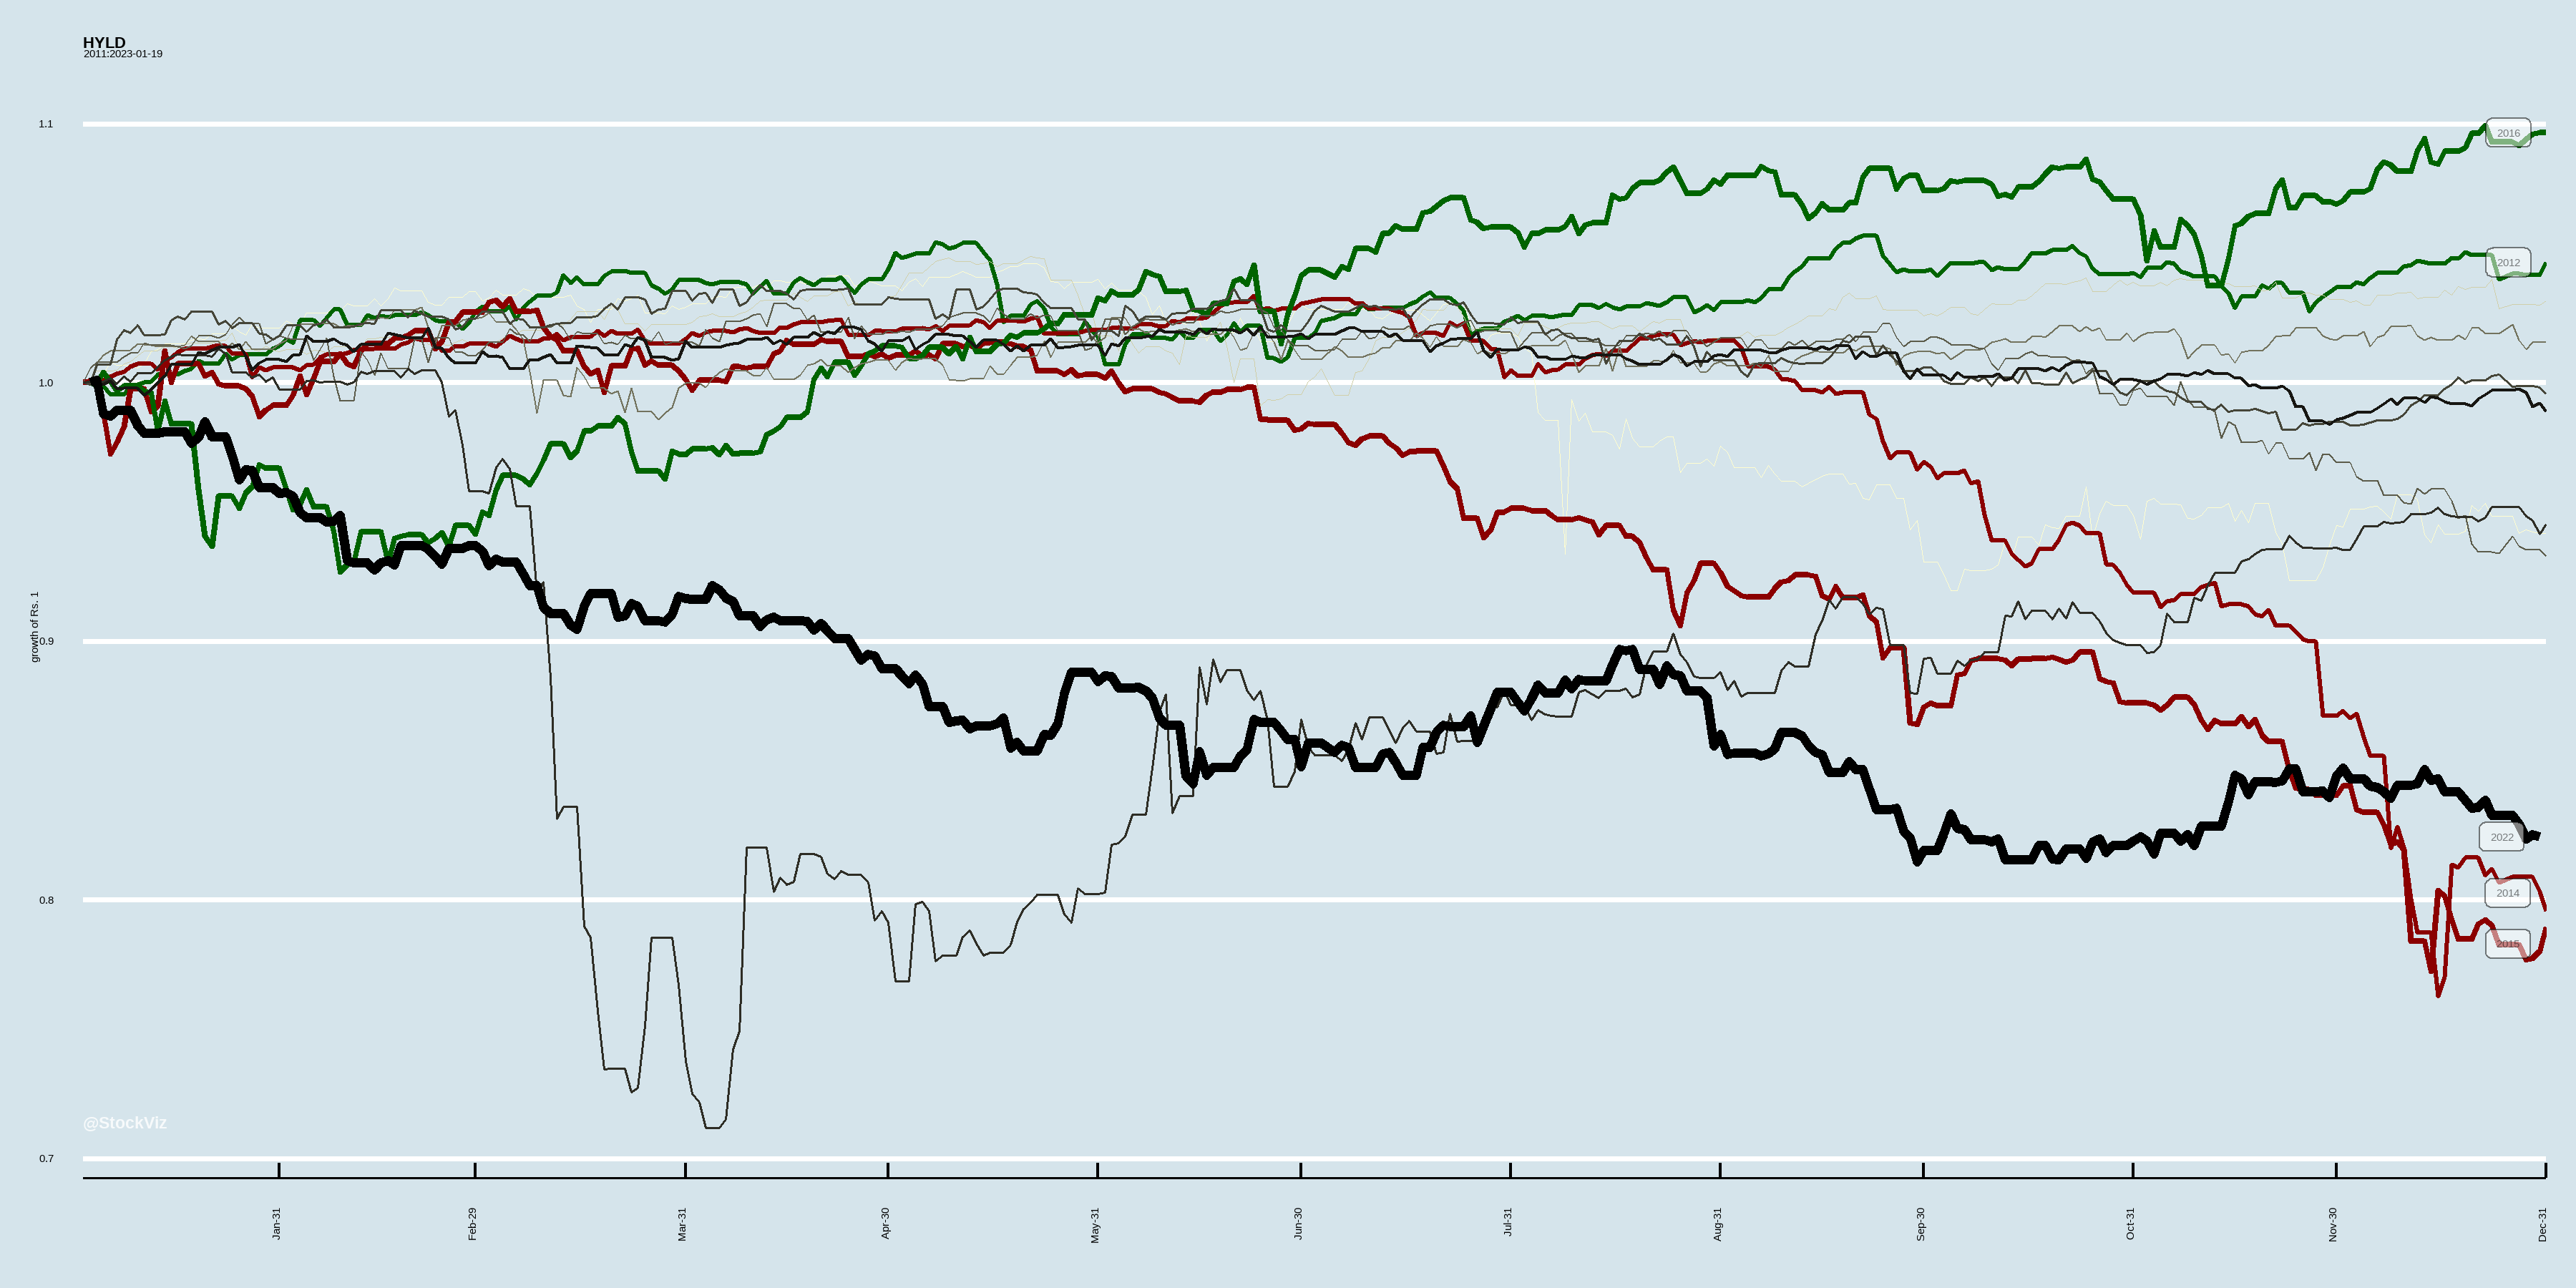 HYLD
2011:2023-01-19
1.1
2016
2012
1.0
growth of Rs. 1
0.9
2022
0.8
2014
2015
@StockViz
0.7
Jan-31
Feb-29
Mar-31
Apr-30
May-31
Jun-30
Jul-31
Aug-31
Sep-30
Oct-31
Nov-30
Dec-31